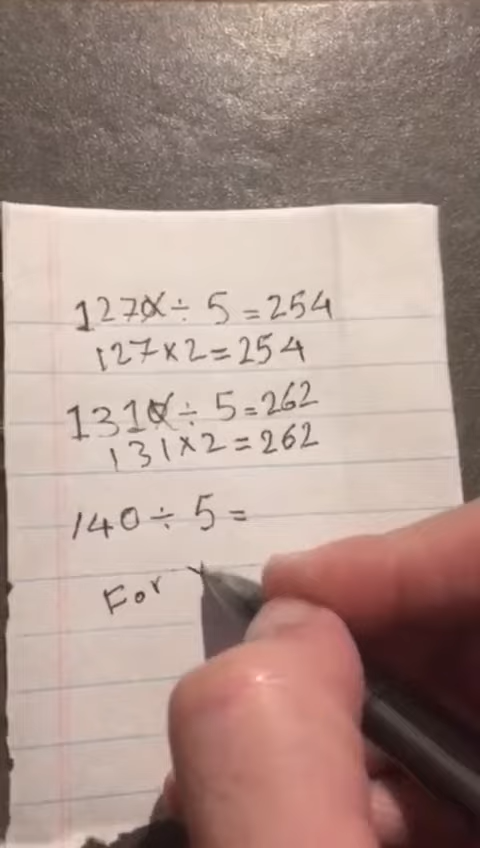 1270 ÷ 5 = 254
127 × 2 = 254
1310 ÷ 5 = 262
131 × 2 = 262
140 ÷ 5 =
For